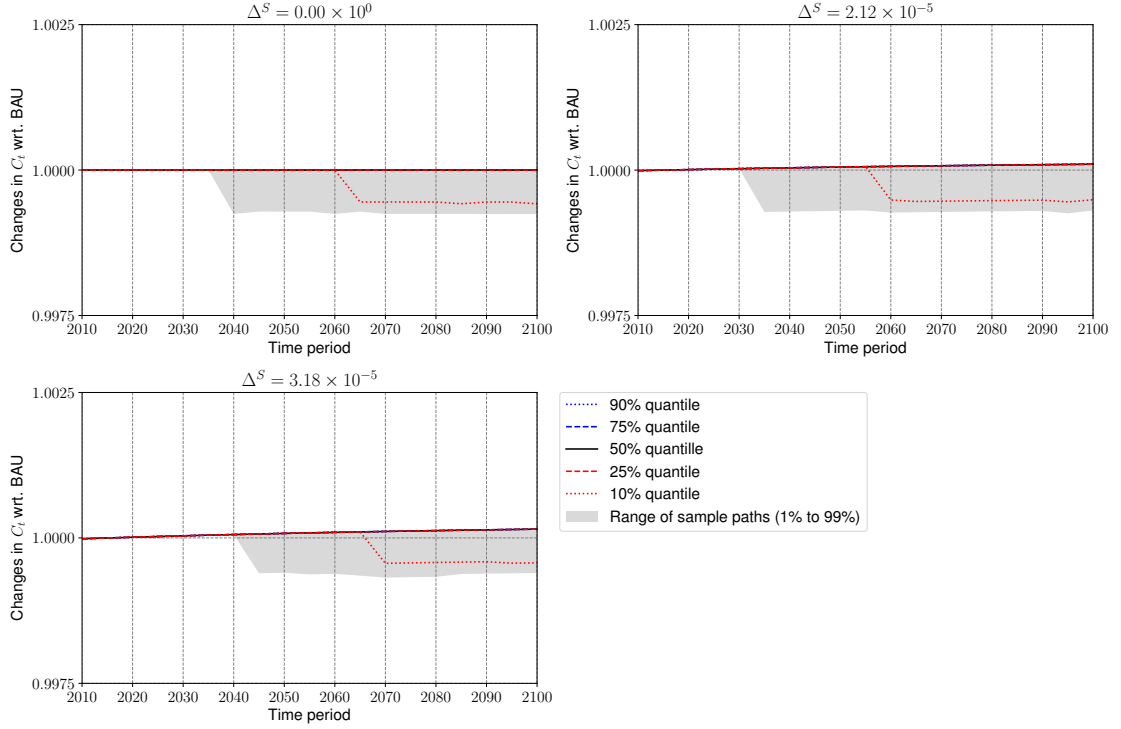 Δ^S = 0.00 × 10^0
1.0025
1.0000
0.9975
Changes in C_t wrt. BAU
2010 2020 2030 2040 2050 2060 2070 2080 2090 2100
Time period
Δ^S = 2.12 × 10^−5
1.0025
1.0000
0.9975
Changes in C_t wrt. BAU
2010 2020 2030 2040 2050 2060 2070 2080 2090 2100
Time period
Δ^S = 3.18 × 10^−5
1.0025
1.0000
0.9975
Changes in C_t wrt. BAU
2010 2020 2030 2040 2050 2060 2070 2080 2090 2100
Time period
90% quantile
75% quantile
50% quantille
25% quantile
10% quantile
Range of sample paths (1% to 99%)